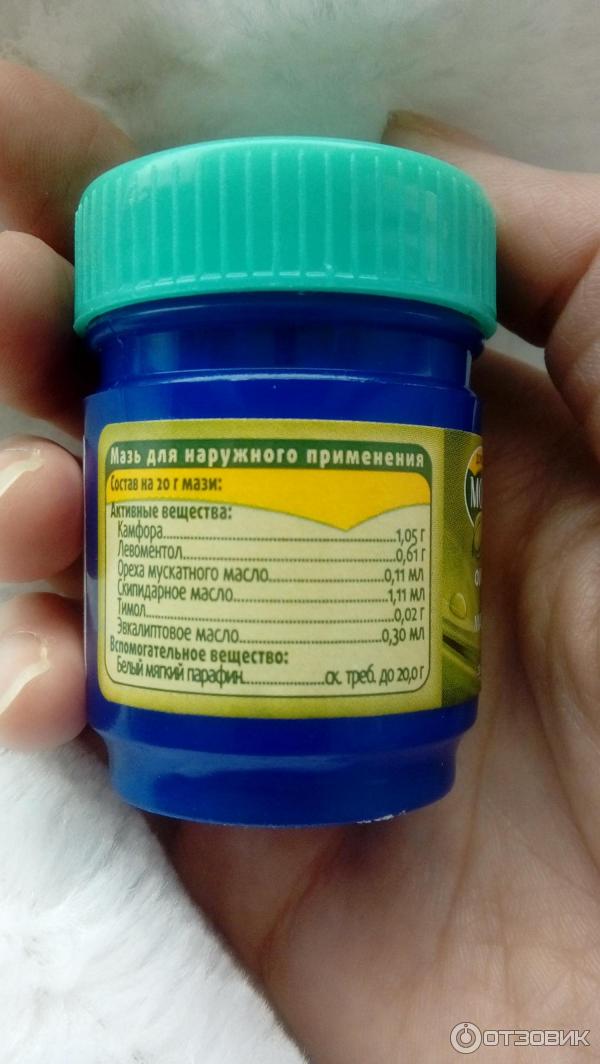 Мазь для наружного применения
Состав на 20 г мази:
Активные вещества:
Камфора........1,05 г
Левоментол........0,61 г
Ореха мускатного масло........0,11 мл
Скипидарное масло........1,11 мл
Тимол........0,02 г
Эвкалиптовое масло........0,30 мл
Вспомогательное вещество:
Белый мягкий парафин........ск. треб. до 20,0 г
ОТЗОВИК